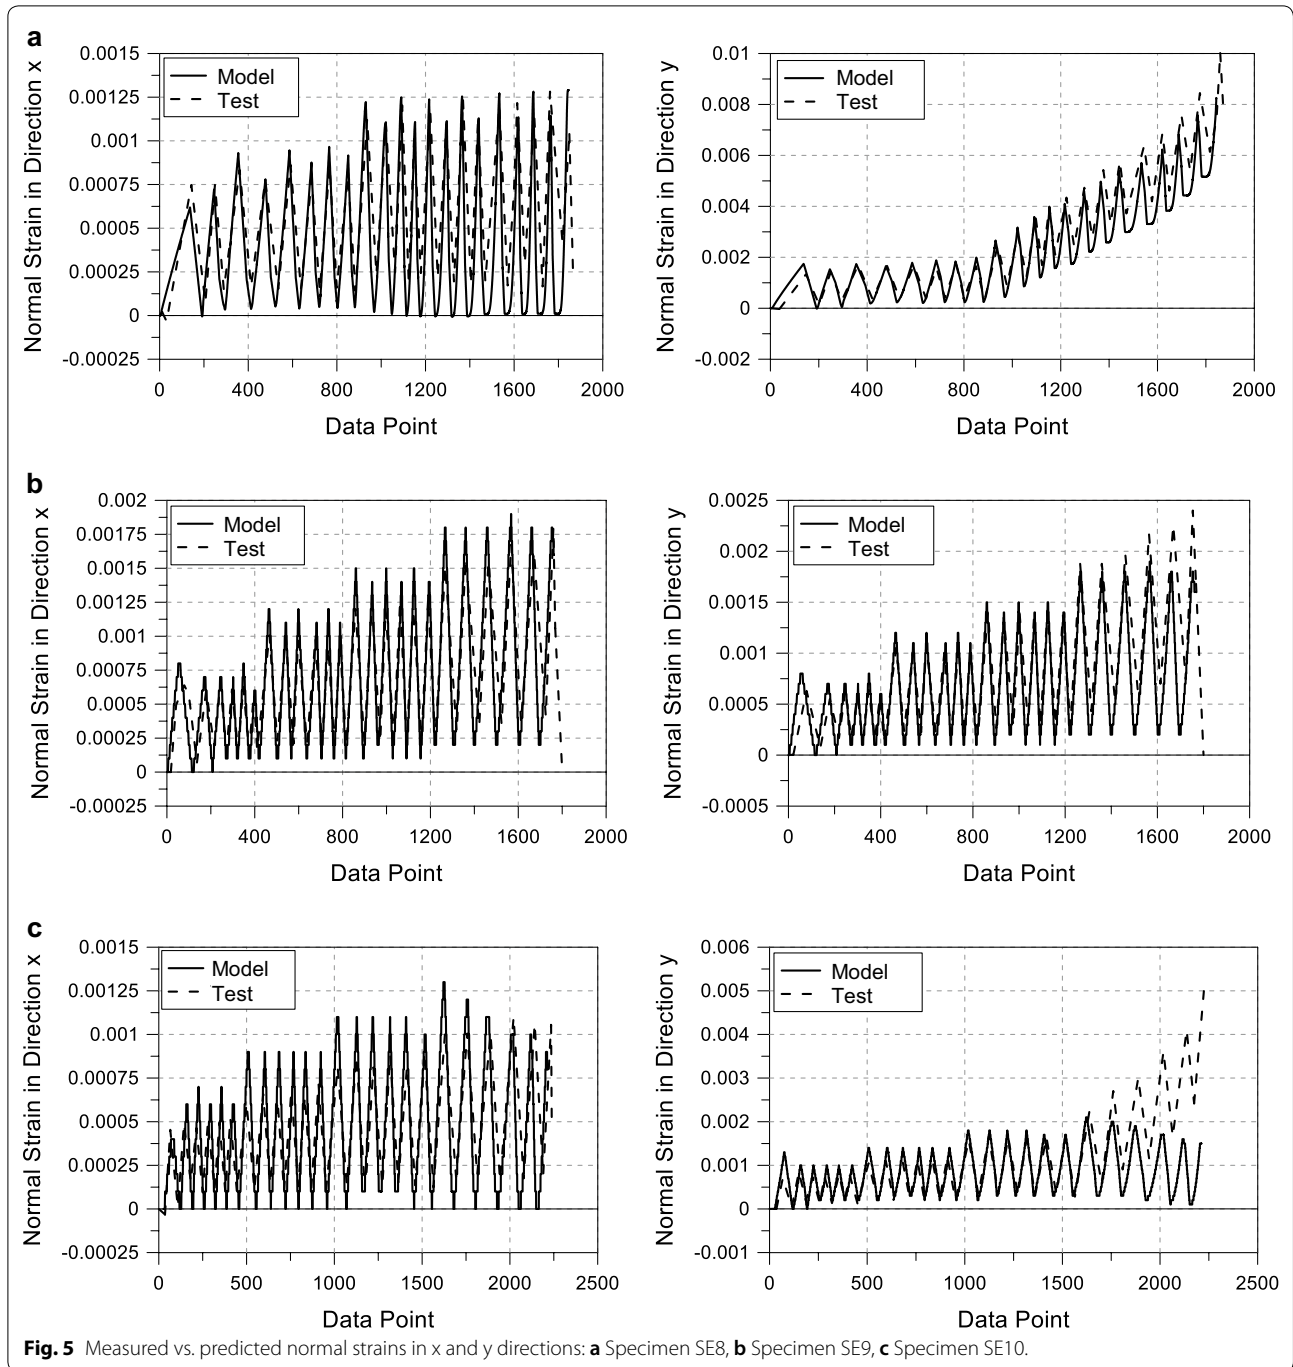 a
Normal Strain in Direction x
0.0015
0.00125
0.001
0.00075
0.0005
0.00025
0
-0.00025
Model
Test
0 400 800 1200 1600 2000
Data Point
Normal Strain in Direction y
0.01
0.008
0.006
0.004
0.002
0
-0.002
Model
Test
0 400 800 1200 1600 2000
Data Point
b
Normal Strain in Direction x
0.002
0.00175
0.0015
0.00125
0.001
0.00075
0.0005
0.00025
0
-0.00025
Model
Test
0 400 800 1200 1600 2000
Data Point
Normal Strain in Direction y
0.0025
0.002
0.0015
0.001
0.0005
0
-0.0005
Model
Test
0 400 800 1200 1600 2000
Data Point
c
Normal Strain in Direction x
0.0015
0.00125
0.001
0.00075
0.0005
0.00025
0
-0.00025
Model
Test
0 500 1000 1500 2000 2500
Data Point
Normal Strain in Direction y
0.006
0.005
0.004
0.003
0.002
0.001
0
-0.001
Model
Test
0 500 1000 1500 2000 2500
Data Point
Fig. 5 Measured vs. predicted normal strains in x and y directions: a Specimen SE8, b Specimen SE9, c Specimen SE10.